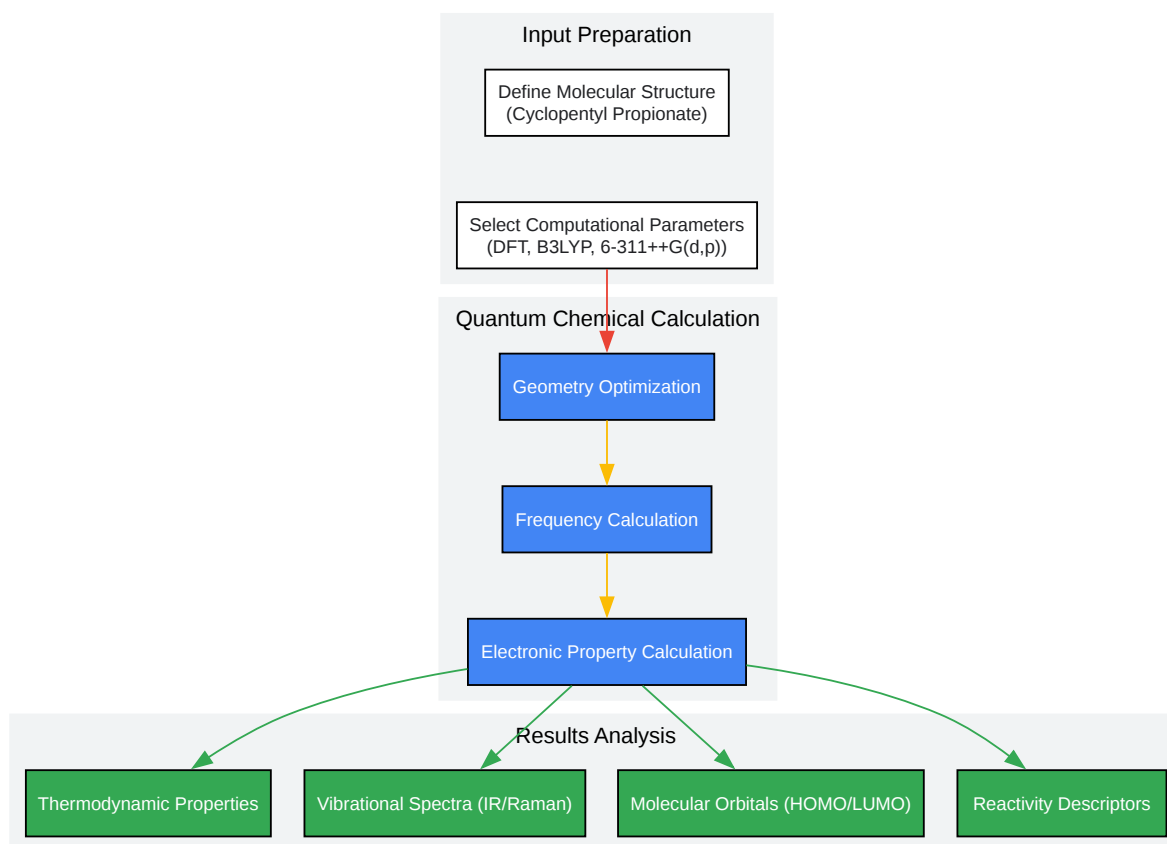 Input Preparation
Define Molecular Structure
(Cyclopentyl Propionate)
Select Computational Parameters
(DFT, B3LYP, 6-311++G(d,p))
Quantum Chemical Calculation
Geometry Optimization
Frequency Calculation
Electronic Property Calculation
Results Analysis
Thermodynamic Properties
Vibrational Spectra (IR/Raman)
Molecular Orbitals (HOMO/LUMO)
Reactivity Descriptors